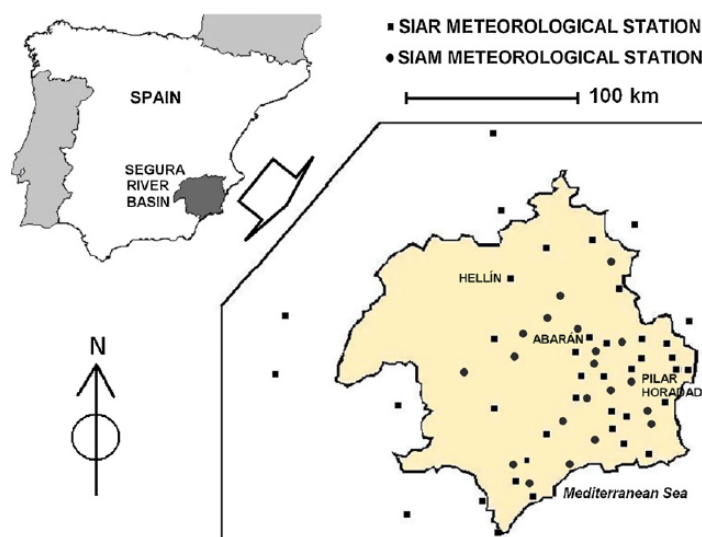 ■ SIAR METEOROLOGICAL STATION
● SIAM METEOROLOGICAL STATION
100 km
SPAIN
SEGURA
RIVER
BASIN
HELLÍN
ABARÁN
PILAR
HORADAD
N
Mediterranean Sea